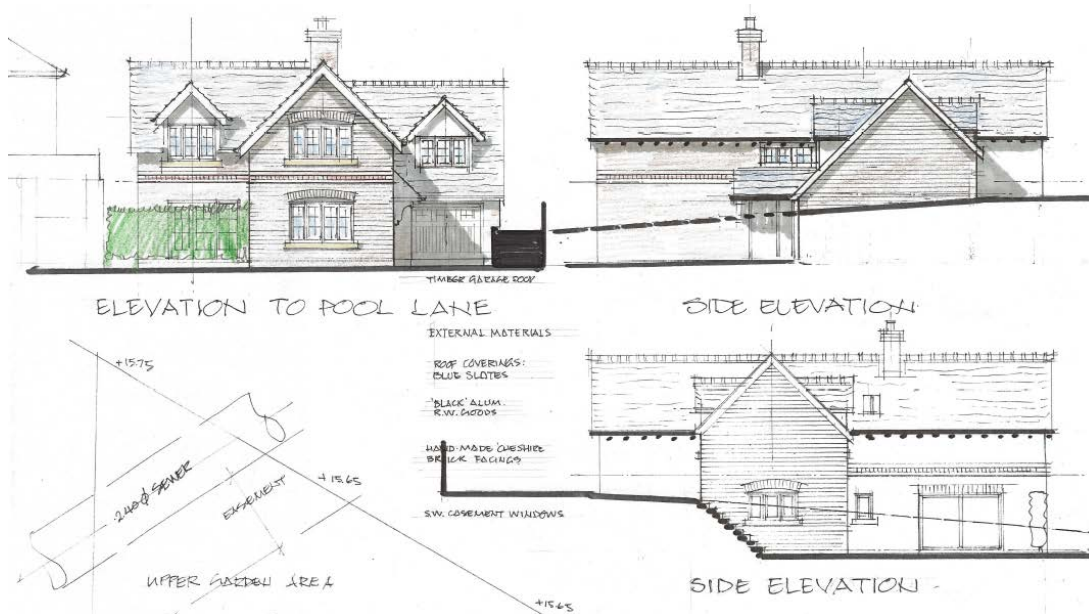 TIMBER GARAGE DOOR
ELEVATION TO POOL LANE
SIDE ELEVATION
EXTERNAL MATERIALS
ROOF COVERINGS:
BLUE SLATES
'BLACK' ALUM.
R.W. GOODS
HAND-MADE 'CHESHIRE
BRICK FACINGS
S.W. CASEMENT WINDOWS
+15.75
2400 SEWER
EASEMENT
+15.65
UPPER GARDEN AREA
+15.65
SIDE ELEVATION